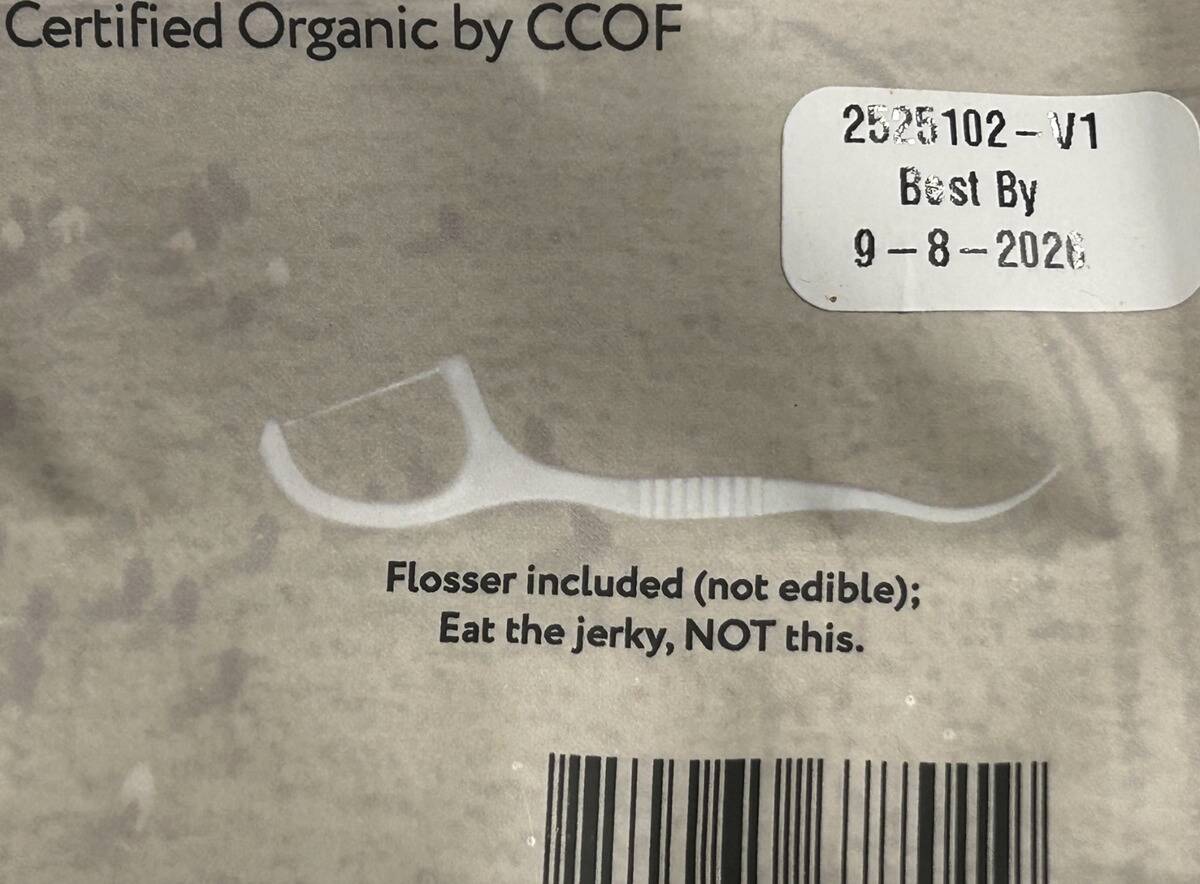 Certified Organic by CCOF
2525102-V1
Best By
9-8-2026
Flosser included (not edible);
Eat the jerky, NOT this.